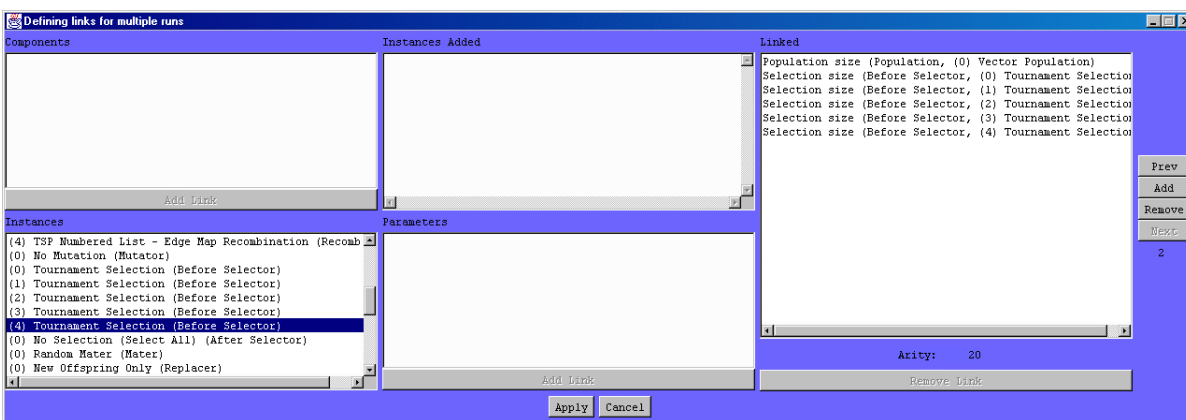 Defining links for multiple runs
Components
Instances Added
Linked
Population size (Population, (0) Vector Population)
Selection size (Before Selector, (0) Tournament Selection
Selection size (Before Selector, (1) Tournament Selection
Selection size (Before Selector, (2) Tournament Selection
Selection size (Before Selector, (3) Tournament Selection
Selection size (Before Selector, (4) Tournament Selection
Add Link
Prev
Add
Remove
Next
2
Instances
(4) TSP Numbered List - Edge Map Recombination (Recomb
(0) No Mutation (Mutator)
(0) Tournament Selection (Before Selector)
(1) Tournament Selection (Before Selector)
(2) Tournament Selection (Before Selector)
(3) Tournament Selection (Before Selector)
(4) Tournament Selection (Before Selector)
(0) No Selection (Select All) (After Selector)
(0) Random Mater (Mater)
(0) New Offspring Only (Replacer)
Parameters
Add Link
Arity: 20
Remove Link
Apply Cancel